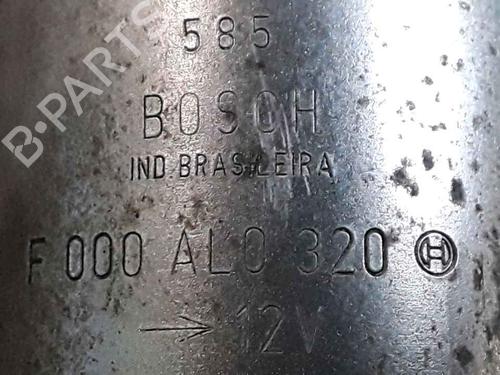 585
BOSCH
IND BRASILEIRA
F 000 AL0 320
→ 12V
B-PARTS